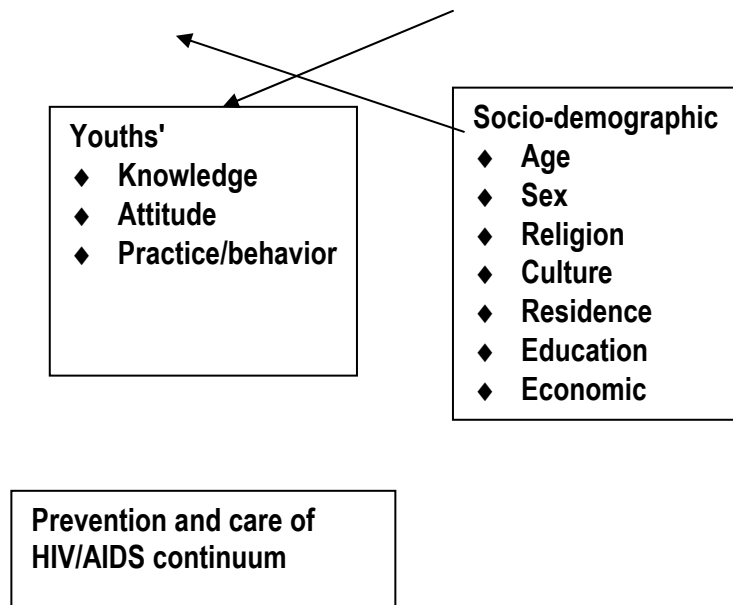 Youths'
♦ Knowledge
♦ Attitude
♦ Practice/behavior
Socio-demographic
♦ Age
♦ Sex
♦ Religion
♦ Culture
♦ Residence
♦ Education
♦ Economic
Prevention and care of
HIV/AIDS continuum